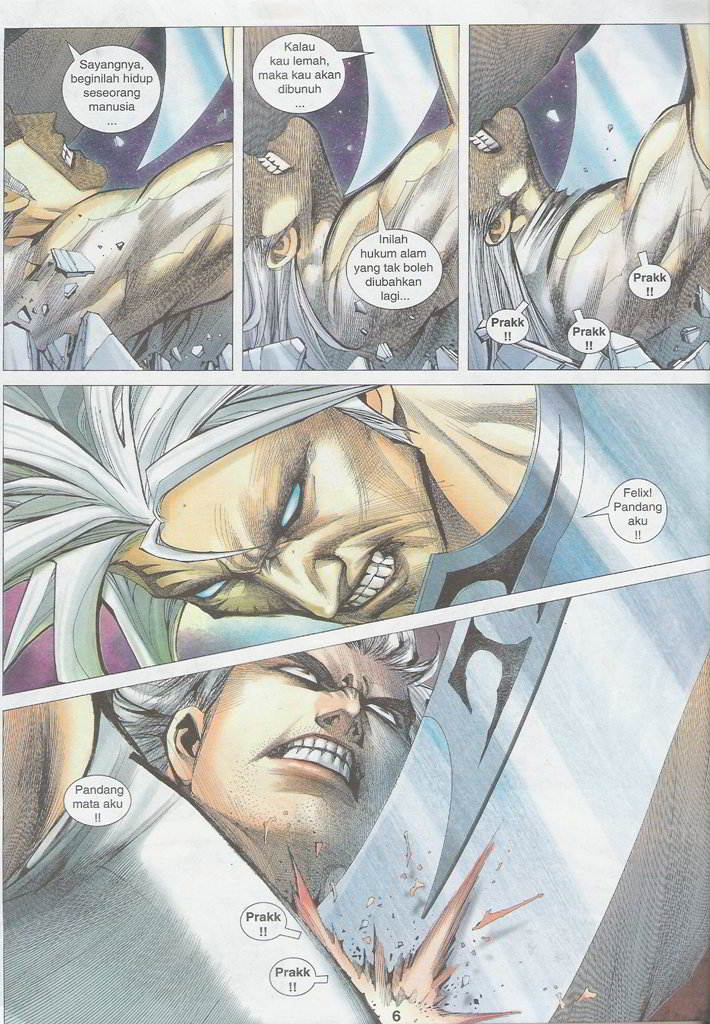 Sayangnya,
beginilah hidup
seseorang
manusia
...
Kalau
kau lemah,
maka kau akan
dibunuh
...
Inilah
hukum alam
yang tak boleh
diubahkan
lagi...
Prakk
!!
Prakk
!!
Prakk
!!
Felix!
Pandang
aku
!!
Pandang
mata aku
!!
Prakk
!!
Prakk
!!
6